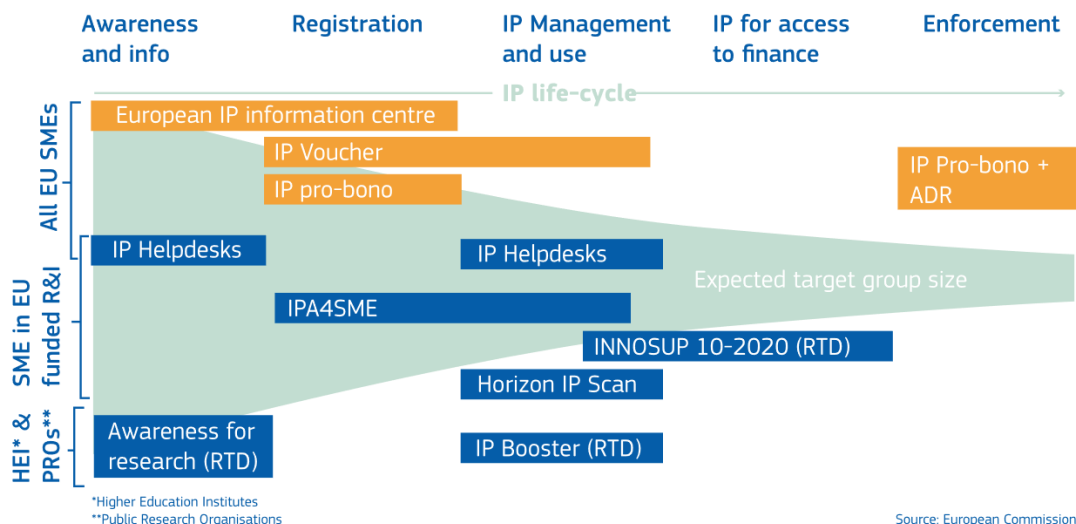 Awareness
and info
Registration
IP Management
and use
IP for access
to finance
Enforcement
IP life-cycle
All EU SMEs
European IP information centre
IP Voucher
IP pro-bono
IP Pro-bono +
ADR
SME in EU
funded R&I
IP Helpdesks
IP Helpdesks
Expected target group size
IPA4SME
INNOSUP 10-2020 (RTD)
Horizon IP Scan
HEI* &
PROs**
Awareness for
research (RTD)
IP Booster (RTD)
*Higher Education Institutes
**Public Research Organisations
Source: European Commission